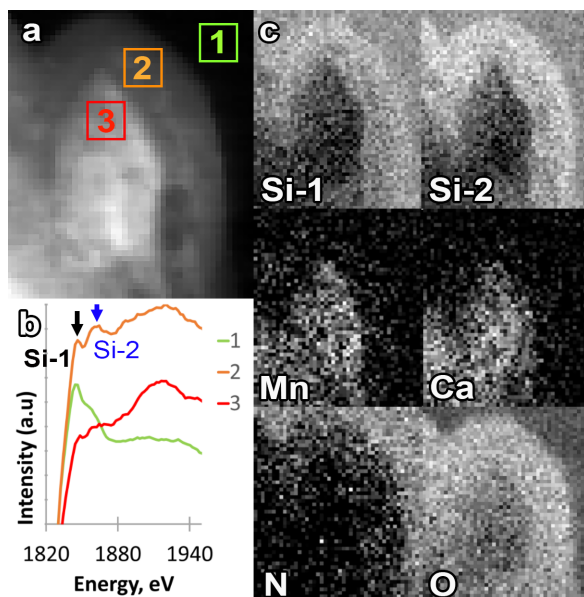 a
1
2
3
b
Si-1
Si-2
1
2
3
Intensity (a.u)
1820 1880 1940
Energy, eV
c
Si-1 Si-2
Mn Ca
N O